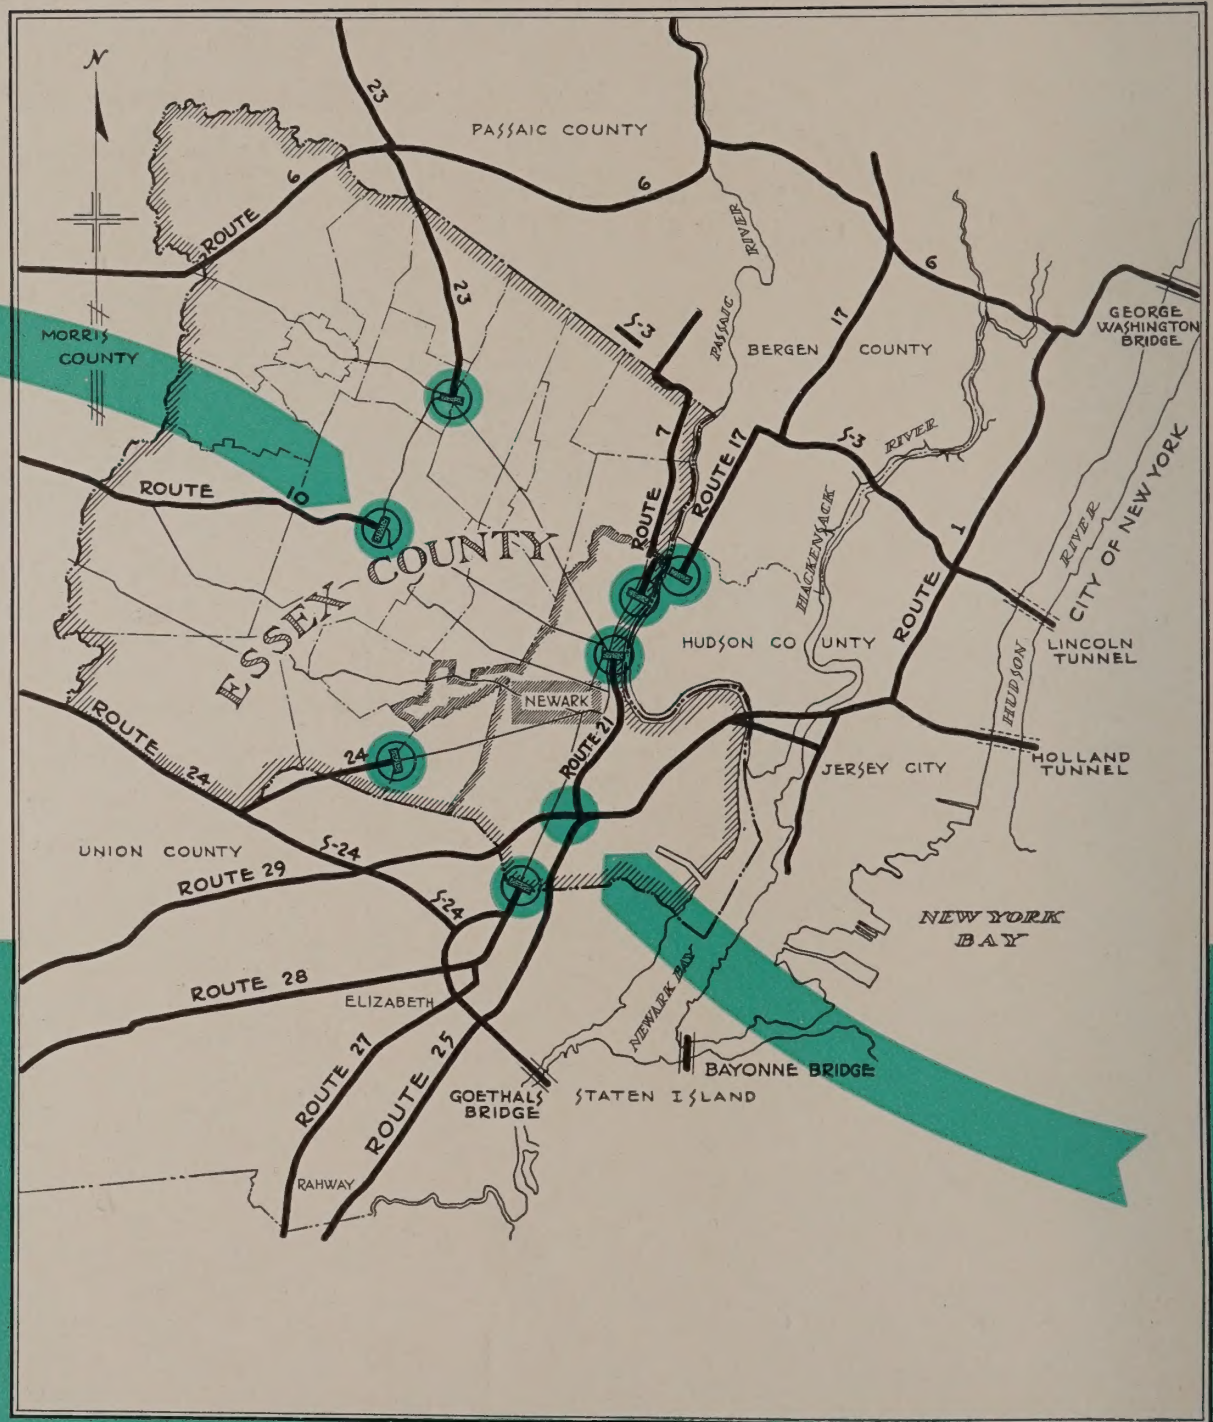 N
23
PASSAIC COUNTY
6
6
ROUTE
PASSAIC RIVER
23
S-3
6
17
GEORGE
WASHINGTON
BRIDGE
MORRIS
COUNTY
BERGEN COUNTY
7
ROUTE
ROUTE 17
S-3
RIVER
HACKENSACK
ROUTE 10
ROUTE 1
RIVER
HUDSON
CITY OF NEW YORK
ESSEX COUNTY
HUDSON COUNTY
LINCOLN
TUNNEL
NEWARK
ROUTE 21
ROUTE
24
24
JERSEY CITY
HOLLAND
TUNNEL
UNION COUNTY
S-24
ROUTE 29
S-24
NEW YORK
BAY
ROUTE 28
ELIZABETH
NEWARK BAY
ROUTE 27
ROUTE 25
BAYONNE BRIDGE
GOETHALS
BRIDGE
STATEN ISLAND
RAHWAY